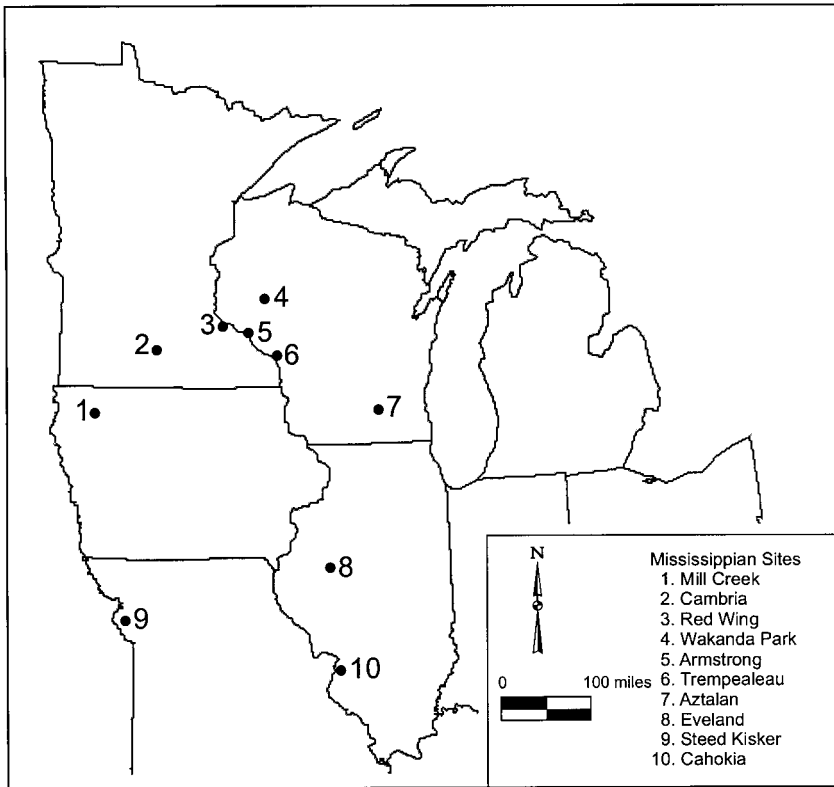 4
3
5
2
6
1
7
8
9
10
N
0 100 miles
Mississippian Sites
1. Mill Creek
2. Cambria
3. Red Wing
4. Wakanda Park
5. Armstrong
6. Trempealeau
7. Aztalan
8. Eveland
9. Steed Kisker
10. Cahokia